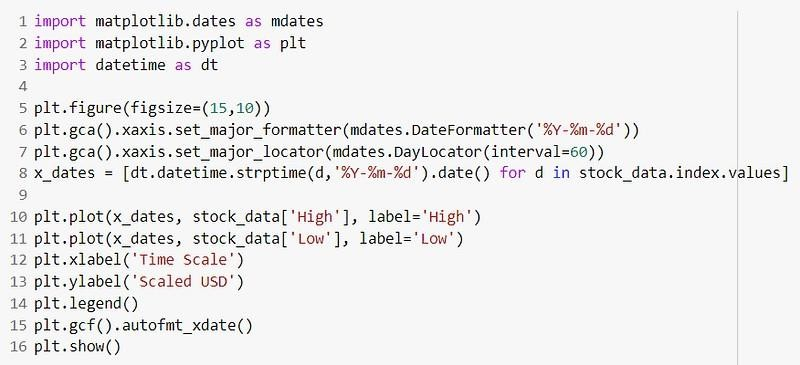 1 import matplotlib.dates as mdates
2 import matplotlib.pyplot as plt
3 import datetime as dt
4
5 plt.figure(figsize=(15,10))
6 plt.gca().xaxis.set_major_formatter(mdates.DateFormatter('%Y-%m-%d'))
7 plt.gca().xaxis.set_major_locator(mdates.DayLocator(interval=60))
8 x_dates = [dt.datetime.strptime(d,'%Y-%m-%d').date() for d in stock_data.index.values]
9
10 plt.plot(x_dates, stock_data['High'], label='High')
11 plt.plot(x_dates, stock_data['Low'], label='Low')
12 plt.xlabel('Time Scale')
13 plt.ylabel('Scaled USD')
14 plt.legend()
15 plt.gcf().autofmt_xdate()
16 plt.show()